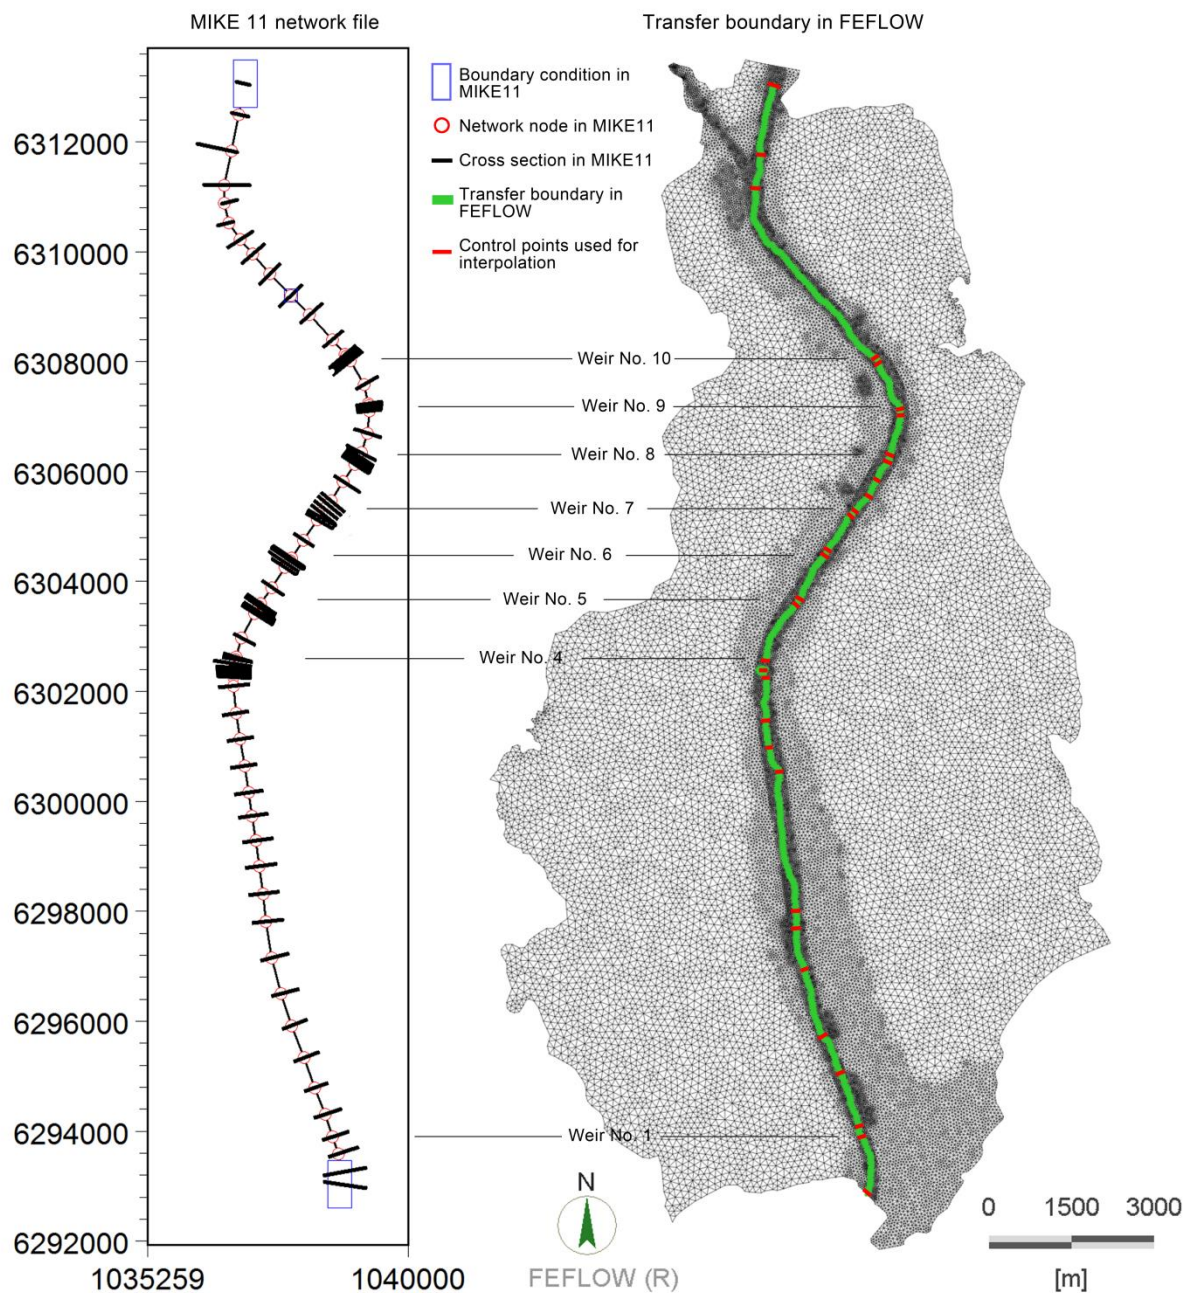 MIKE 11 network file
Transfer boundary in FEFLOW
Boundary condition in
MIKE11
Network node in MIKE11
Cross section in MIKE11
Transfer boundary in
FEFLOW
Control points used for
interpolation
6312000
6310000
6308000
6306000
6304000
6302000
6300000
6298000
6296000
6294000
6292000
1035259
1040000
Weir No. 10
Weir No. 9
Weir No. 8
Weir No. 7
Weir No. 6
Weir No. 5
Weir No. 4
Weir No. 1
N
FEFLOW (R)
0 1500 3000
[m]